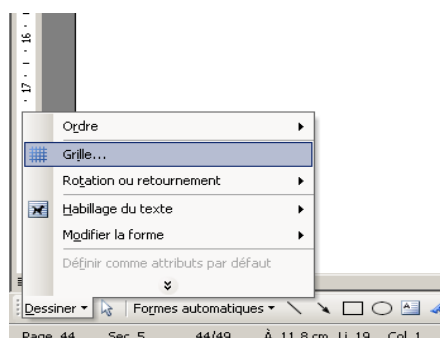 16
17
Ordre
Grille...
Rotation ou retournement
Habillage du texte
Modifier la forme
Définir comme attributs par défaut
Dessiner Formes automatiques
Page 44 Sec 5 44/49 À 11,8 cm Li 19 Col 1